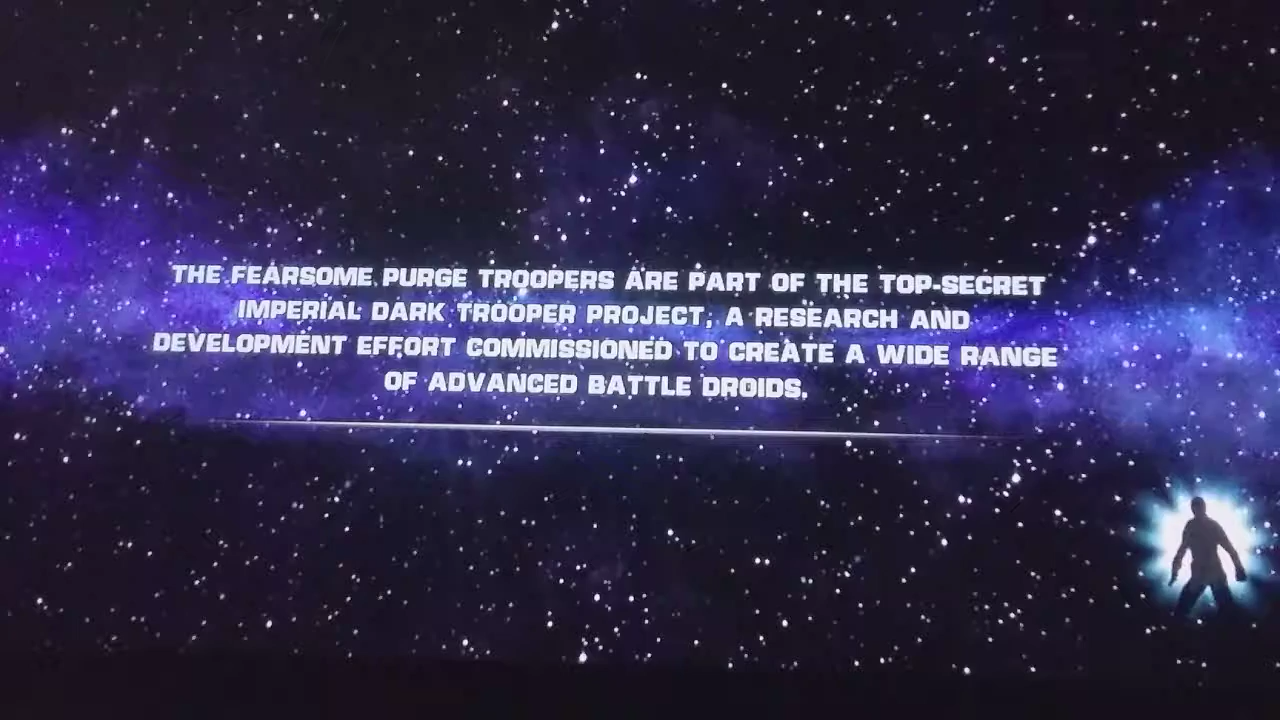 THE FEARSOME PURGE TROOPERS ARE PART OF THE TOP-SECRET
IMPERIAL DARK TROOPER PROJECT, A RESEARCH AND
DEVELOPMENT EFFORT COMMISSIONED TO CREATE A WIDE RANGE
OF ADVANCED BATTLE DROIDS.